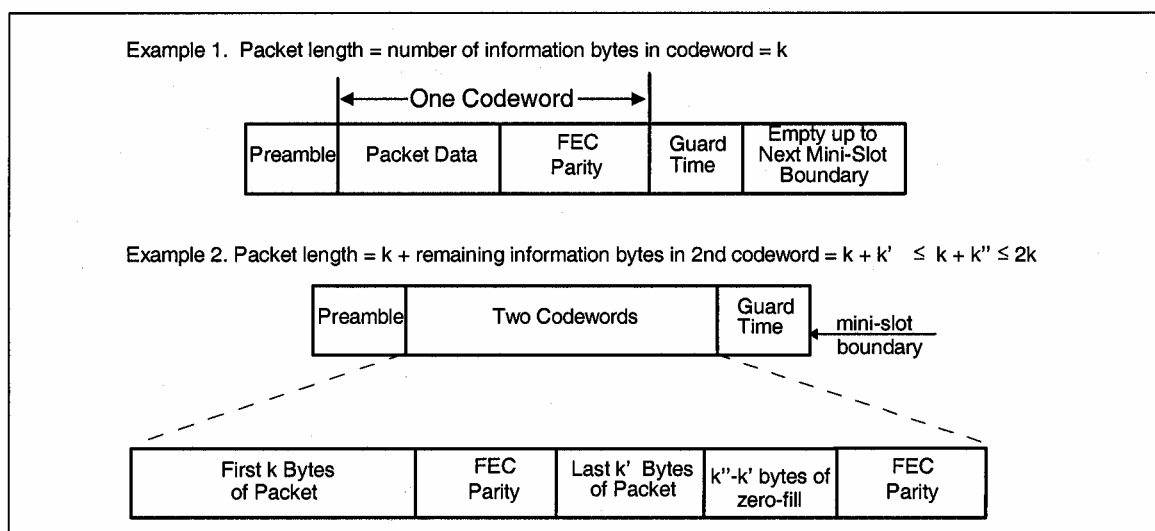 Example 1. Packet length = number of information bytes in codeword = k
One Codeword
Preamble
Packet Data
FEC
Parity
Guard
Time
Empty up to
Next Mini-Slot
Boundary
Example 2. Packet length = k + remaining information bytes in 2nd codeword = k + k' ≤ k + k'' ≤ 2k
Preamble
Two Codewords
Guard
Time
mini-slot
boundary
First k Bytes
of Packet
FEC
Parity
Last k' Bytes
of Packet
k''-k' bytes of
zero-fill
FEC
Parity